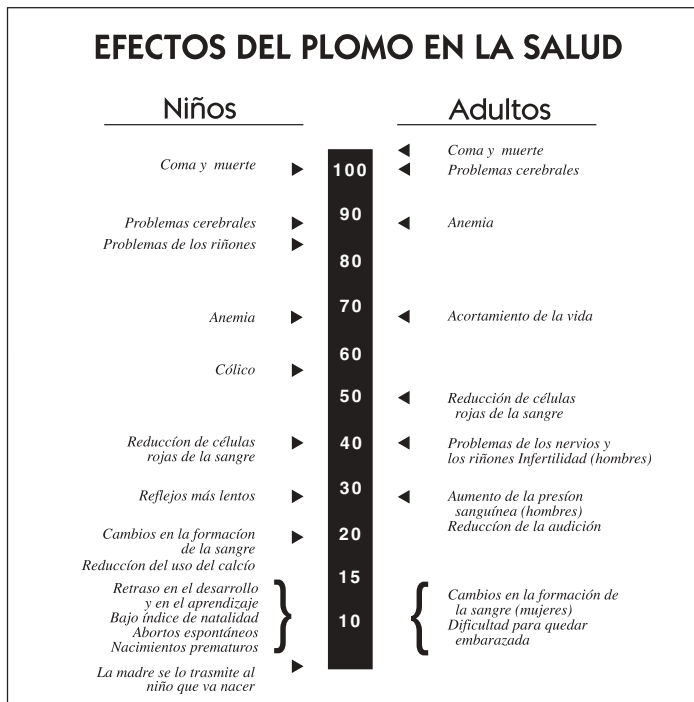 EFECTOS DEL PLOMO EN LA SALUD
Niños
Coma y muerte
Problemas cerebrales
Problemas de los riñones
Anemia
Cólico
Reduccíon de células
rojas de la sangre
Reflejos más lentos
Cambios en la formacíon
de la sangre
Reduccíon del uso del calcío
Retraso en el desarrollo
y en el aprendizaje
Bajo índice de natalidad
Abortos espontáneos
Nacimientos prematuros
La madre se lo trasmite al
niño que va nacer
100
90
80
70
60
50
40
30
20
15
10
Adultos
Coma y muerte
Problemas cerebrales
Anemia
Acortamiento de la vida
Reducción de células
rojas de la sangre
Problemas de los nervios y
los riñones Infertilidad (hombres)
Aumento de la presíon
sanguínea (hombres)
Reduccíon de la audición
Cambios en la formación de
la sangre (mujeres)
Dificultad para quedar
embarazada